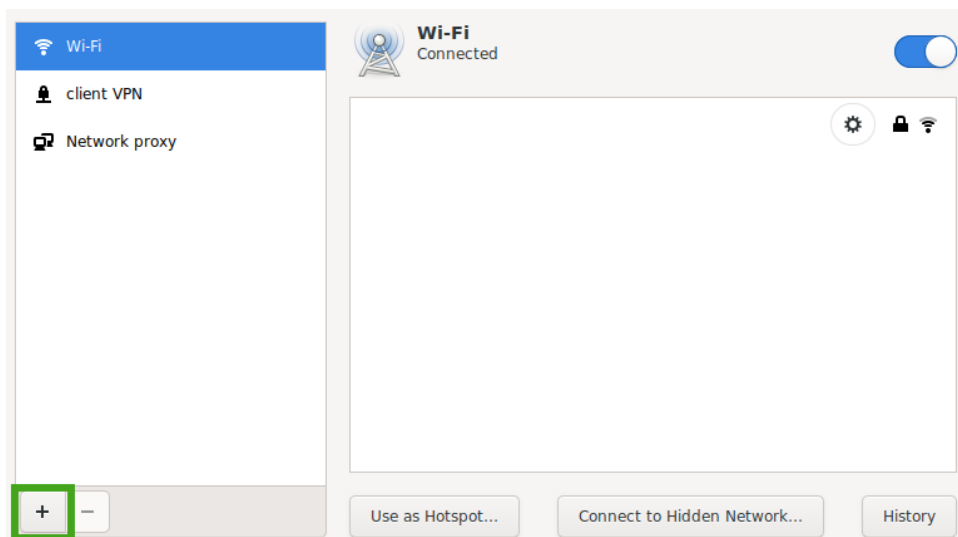 Wi-Fi
client VPN
Network proxy
+ −
Wi-Fi
Connected
Use as Hotspot...
Connect to Hidden Network...
History